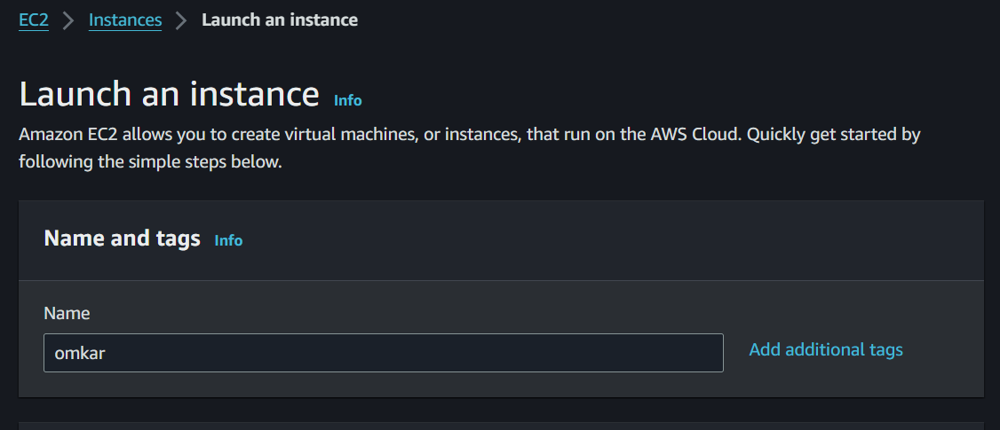 EC2 > Instances > Launch an instance
Launch an instance Info
Amazon EC2 allows you to create virtual machines, or instances, that run on the AWS Cloud. Quickly get started by
following the simple steps below.
Name and tags Info
Name
omkar
Add additional tags